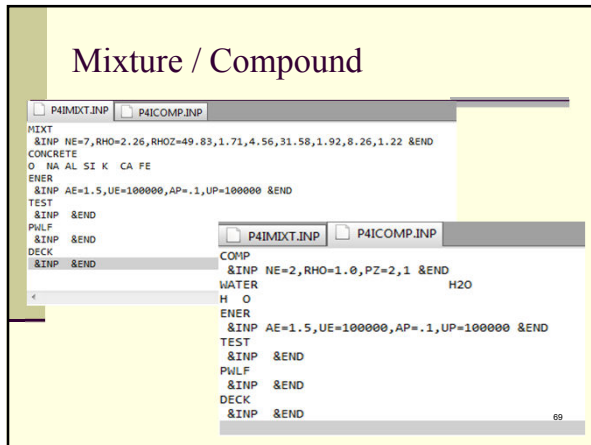 Mixture / Compound
P4IMIXT.INP P4ICOMP.INP
MIXT
&INP NE=7,RHO=2.26,RHOZ=49.83,1.71,4.56,31.58,1.92,8.26,1.22 &END
CONCRETE
O NA AL SI K CA FE
ENER
&INP AE=1.5,UE=100000,AP=.1,UP=100000 &END
TEST
&INP &END
PWLF
&INP &END
DECK
&INP &END
P4IMIXT.INP P4ICOMP.INP
COMP
&INP NE=2,RHO=1.0,PZ=2,1 &END
WATER H2O
H O
ENER
&INP AE=1.5,UE=100000,AP=.1,UP=100000 &END
TEST
&INP &END
PWLF
&INP &END
DECK
&INP &END
69